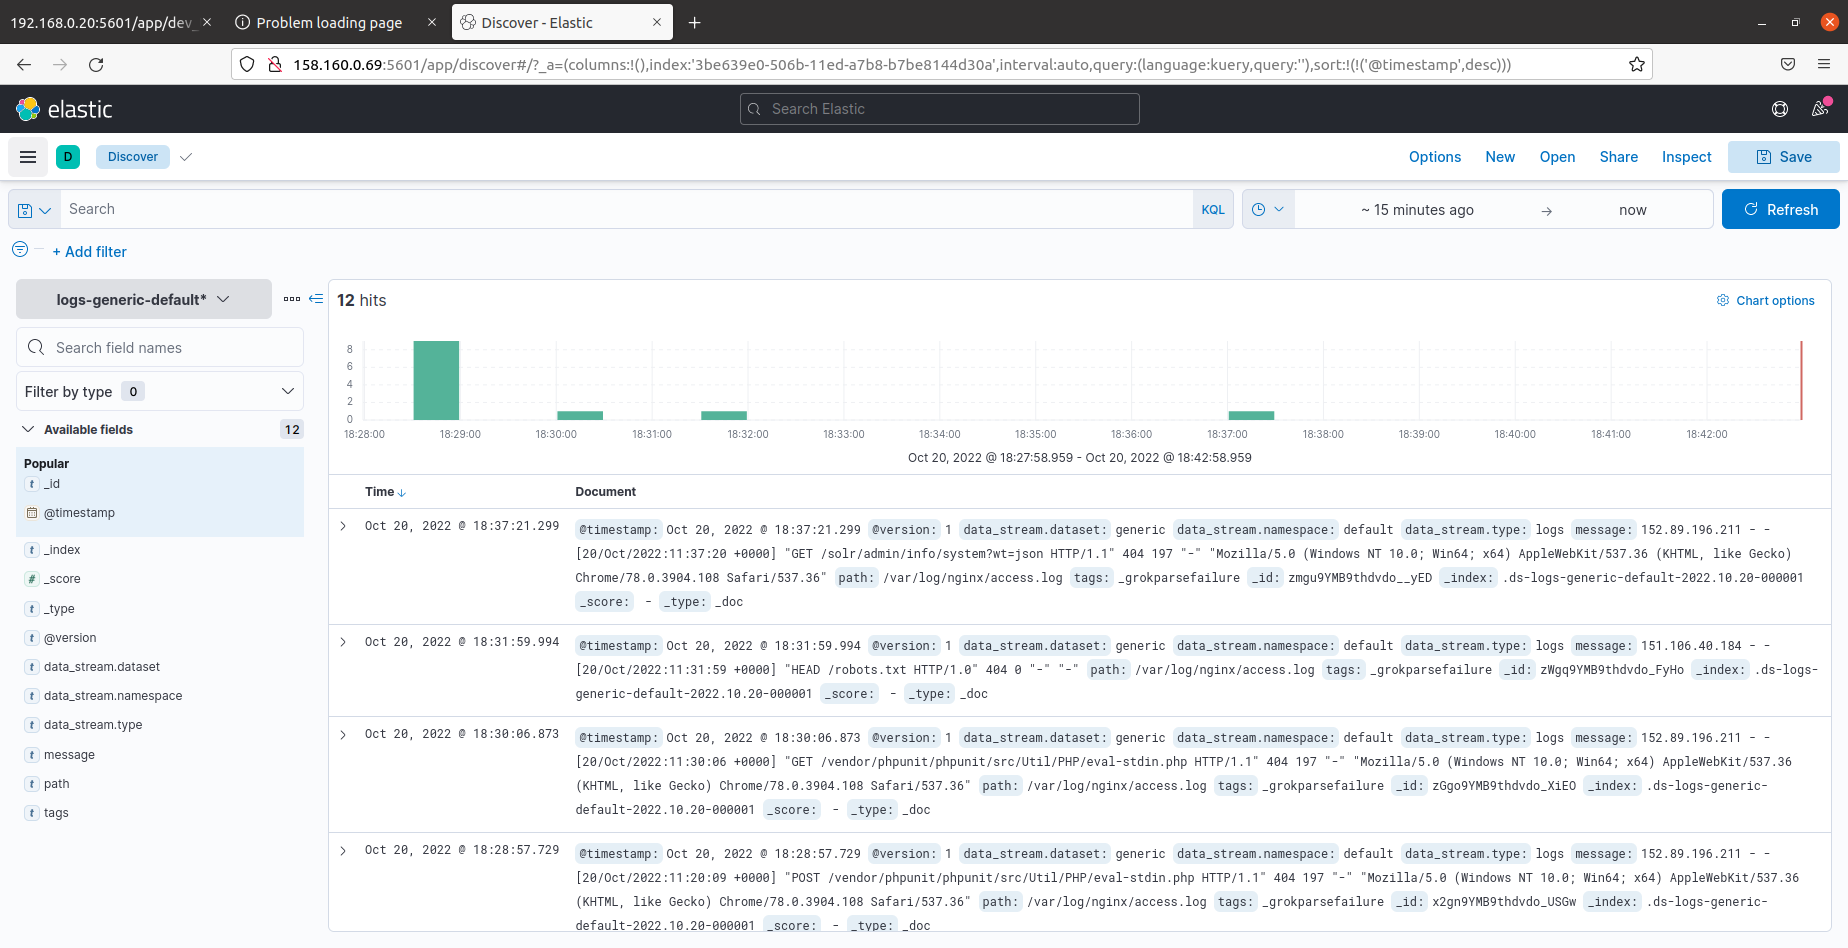 192.168.0.20:5601/app/dev_
Problem loading page
Discover - Elastic
158.160.0.69:5601/app/discover#/?_a=(columns:!(),index:'3be639e0-506b-11ed-a7b8-b7be8144d30a',interval:auto,query:(language:kuery,query:''),sort:!(!('@timestamp',desc)))
elastic
Search Elastic
D
Discover
Options
New
Open
Share
Inspect
Save
Search
KQL
~ 15 minutes ago
→
now
Refresh
+ Add filter
logs-generic-default*
Search field names
Filter by type 0
Available fields 12
Popular
t _id
@timestamp
t _index
# _score
t _type
t @version
t data_stream.dataset
t data_stream.namespace
t data_stream.type
t message
t path
t tags
12 hits
Chart options
8
6
4
2
0
18:28:00 18:29:00 18:30:00 18:31:00 18:32:00 18:33:00 18:34:00 18:35:00 18:36:00 18:37:00 18:38:00 18:39:00 18:40:00 18:41:00 18:42:00
Oct 20, 2022 @ 18:27:58.959 - Oct 20, 2022 @ 18:42:58.959
Time ↓ Document
Oct 20, 2022 @ 18:37:21.299
@timestamp: Oct 20, 2022 @ 18:37:21.299 @version: 1 data_stream.dataset: generic data_stream.namespace: default data_stream.type: logs message: 152.89.196.211 - -
[20/Oct/2022:11:37:20 +0000] "GET /solr/admin/info/system?wt=json HTTP/1.1" 404 197 "-" "Mozilla/5.0 (Windows NT 10.0; Win64; x64) AppleWebKit/537.36 (KHTML, like Gecko)
Chrome/78.0.3904.108 Safari/537.36" path: /var/log/nginx/access.log tags: _grokparsefailure _id: zmgu9YMB9thdvdo__yED _index: .ds-logs-generic-default-2022.10.20-000001
_score: - _type: _doc
Oct 20, 2022 @ 18:31:59.994
@timestamp: Oct 20, 2022 @ 18:31:59.994 @version: 1 data_stream.dataset: generic data_stream.namespace: default data_stream.type: logs message: 151.106.40.184 - -
[20/Oct/2022:11:31:59 +0000] "HEAD /robots.txt HTTP/1.0" 404 0 "-" "-" path: /var/log/nginx/access.log tags: _grokparsefailure _id: zWgq9YMB9thdvdo_FyHo _index: .ds-logs-
generic-default-2022.10.20-000001 _score: - _type: _doc
Oct 20, 2022 @ 18:30:06.873
@timestamp: Oct 20, 2022 @ 18:30:06.873 @version: 1 data_stream.dataset: generic data_stream.namespace: default data_stream.type: logs message: 152.89.196.211 - -
[20/Oct/2022:11:30:06 +0000] "GET /vendor/phpunit/phpunit/src/Util/PHP/eval-stdin.php HTTP/1.1" 404 197 "-" "Mozilla/5.0 (Windows NT 10.0; Win64; x64) AppleWebKit/537.36
(KHTML, like Gecko) Chrome/78.0.3904.108 Safari/537.36" path: /var/log/nginx/access.log tags: _grokparsefailure _id: zGgo9YMB9thdvdo_XiEO _index: .ds-logs-generic-
default-2022.10.20-000001 _score: - _type: _doc
Oct 20, 2022 @ 18:28:57.729
@timestamp: Oct 20, 2022 @ 18:28:57.729 @version: 1 data_stream.dataset: generic data_stream.namespace: default data_stream.type: logs message: 152.89.196.211 - -
[20/Oct/2022:11:20:09 +0000] "POST /vendor/phpunit/phpunit/src/Util/PHP/eval-stdin.php HTTP/1.1" 404 197 "-" "Mozilla/5.0 (Windows NT 10.0; Win64; x64) AppleWebKit/537.36
(KHTML, like Gecko) Chrome/78.0.3904.108 Safari/537.36" path: /var/log/nginx/access.log tags: _grokparsefailure _id: x2gn9YMB9thdvdo_USGw _index: .ds-logs-generic-
default-2022.10.20-000001 _score: - _type: _doc